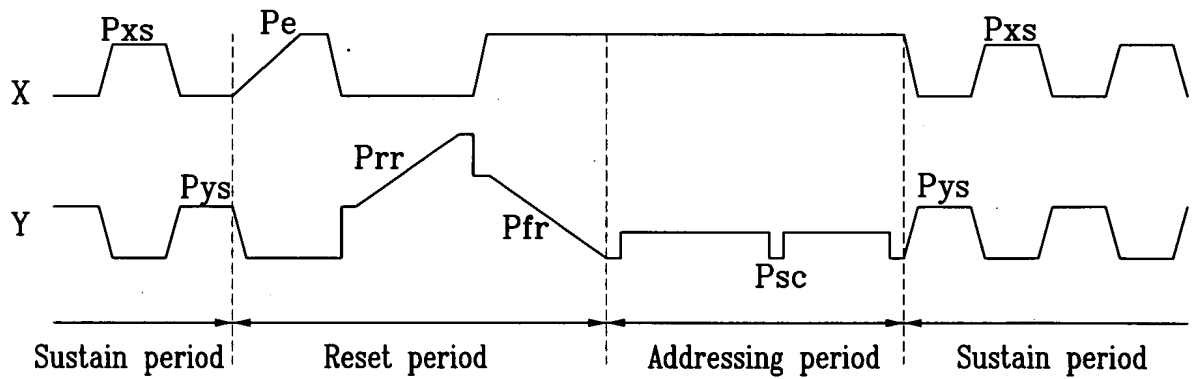 Pxs
Pe
Pxs
X
Prr
Pys
Pys
Y
Pfr
Psc
Sustain period
Reset period
Addressing period
Sustain period